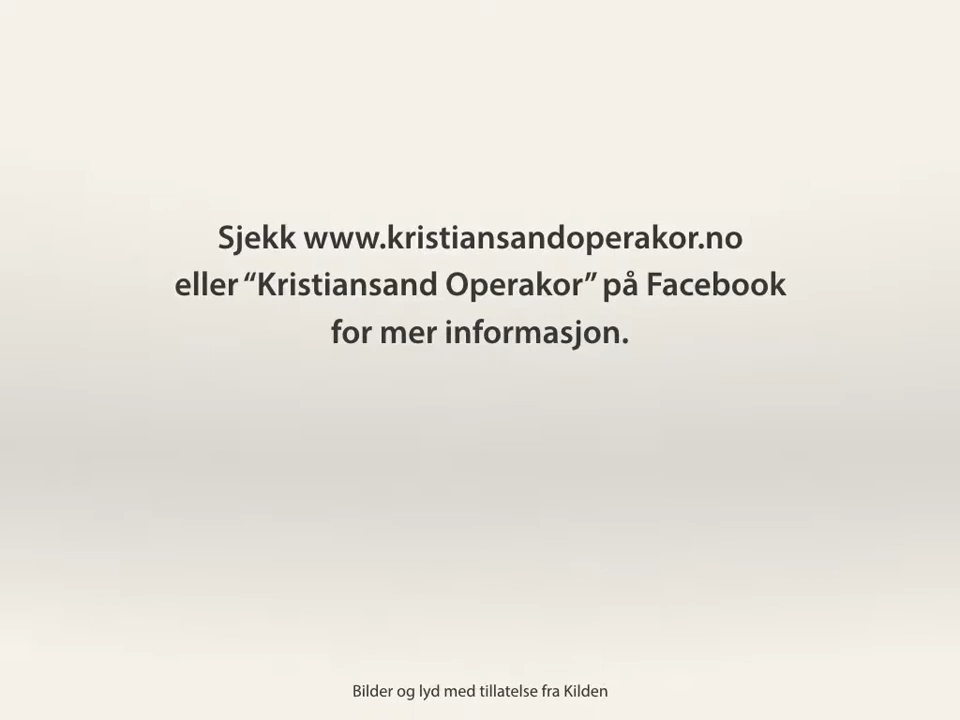 Sjekk www.kristiansandoperakor.no
eller “Kristiansand Operakor” på Facebook
for mer informasjon.
Bilder og lyd med tillatelse fra Kilden